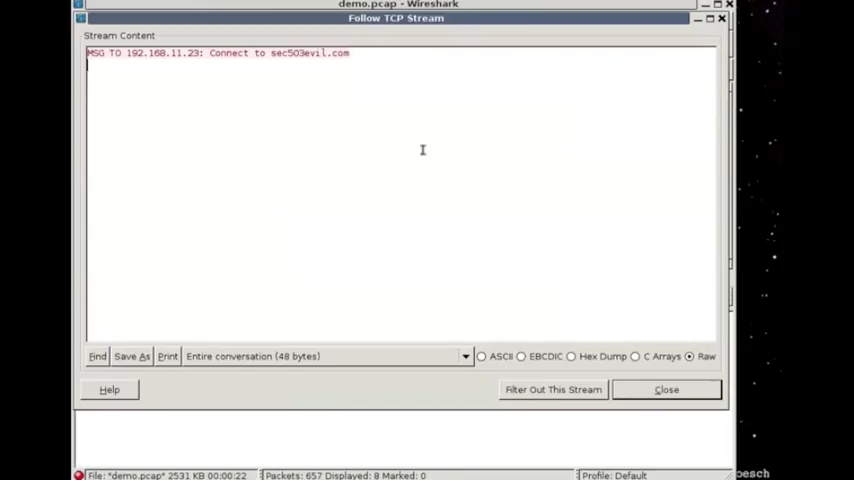 demo.pcap - Wireshark
Follow TCP Stream
Stream Content
MSG TO 192.168.11.23: Connect to sec503evil.com
Find Save As Print Entire conversation (48 bytes) ASCII EBCDIC Hex Dump C Arrays Raw
Help Filter Out This Stream Close
File: "demo.pcap" 2531 KB 00:00:22 Packets: 657 Displayed: 8 Marked: 0 Profile: Default
oesch